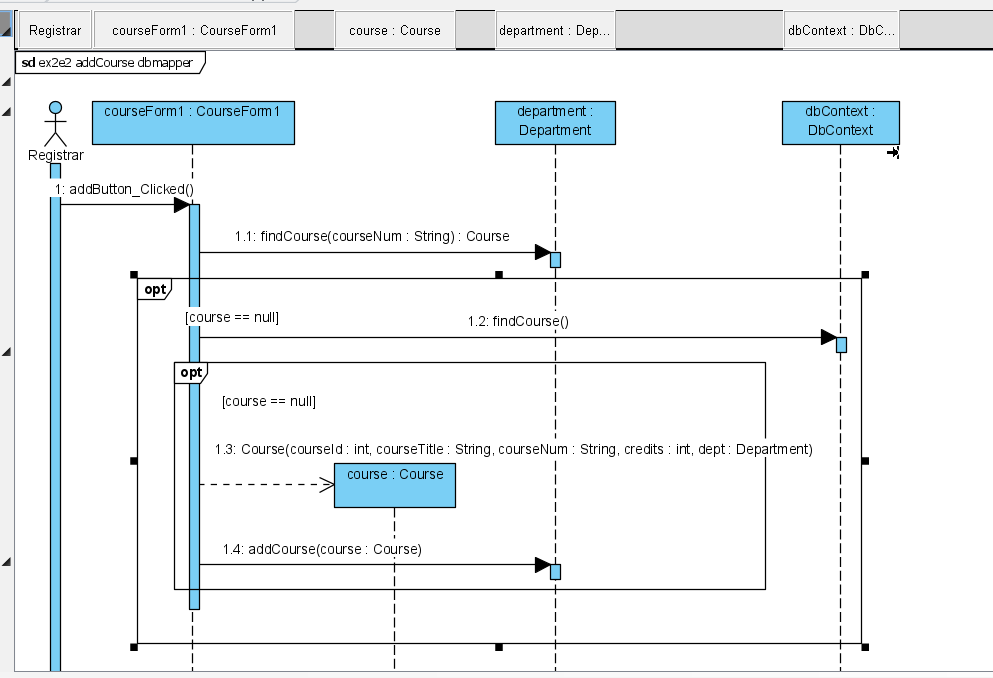 Registrar
courseForm1 : CourseForm1
course : Course
department : Dep...
dbContext : DbC...
sd ex2e2 addCourse dbmapper
courseForm1 : CourseForm1
department :
Department
dbContext :
DbContext
Registrar
1: addButton_Clicked()
1.1: findCourse(courseNum : String) : Course
opt
[course == null]
1.2: findCourse()
opt
[course == null]
1.3: Course(courseId : int, courseTitle : String, courseNum : String, credits : int, dept : Department)
course : Course
1.4: addCourse(course : Course)